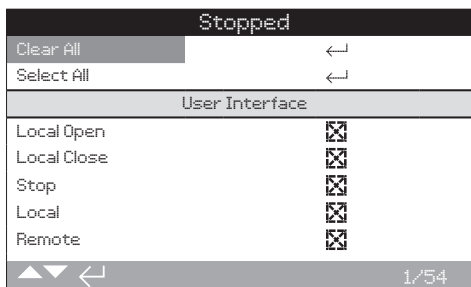 Stopped
Clear All
Select All
User Interface
Local Open
Local Close
Stop
Local
Remote
1/54